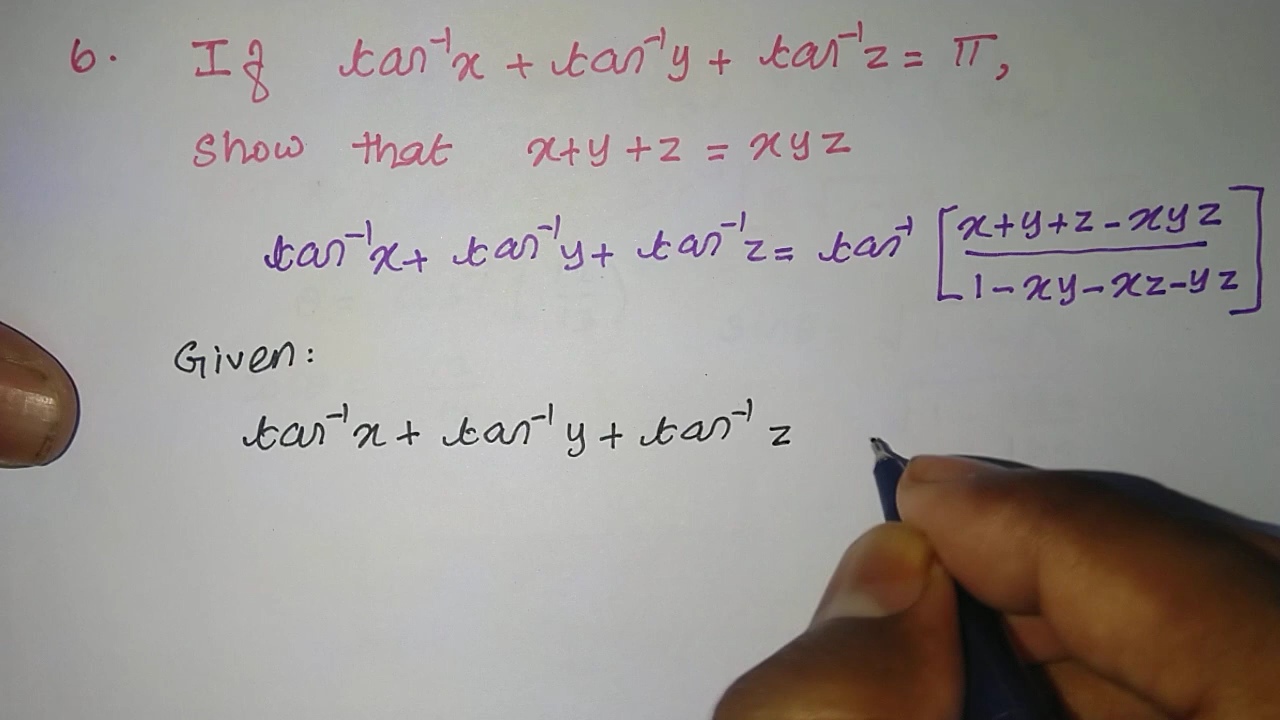 6. If tan⁻¹x + tan⁻¹y + tan⁻¹z = π,
show that x+y+z = xyz
tan⁻¹x + tan⁻¹y + tan⁻¹z = tan⁻¹ [(x+y+z-xyz)/(1-xy-xz-yz)]
Given:
tan⁻¹x + tan⁻¹y + tan⁻¹z